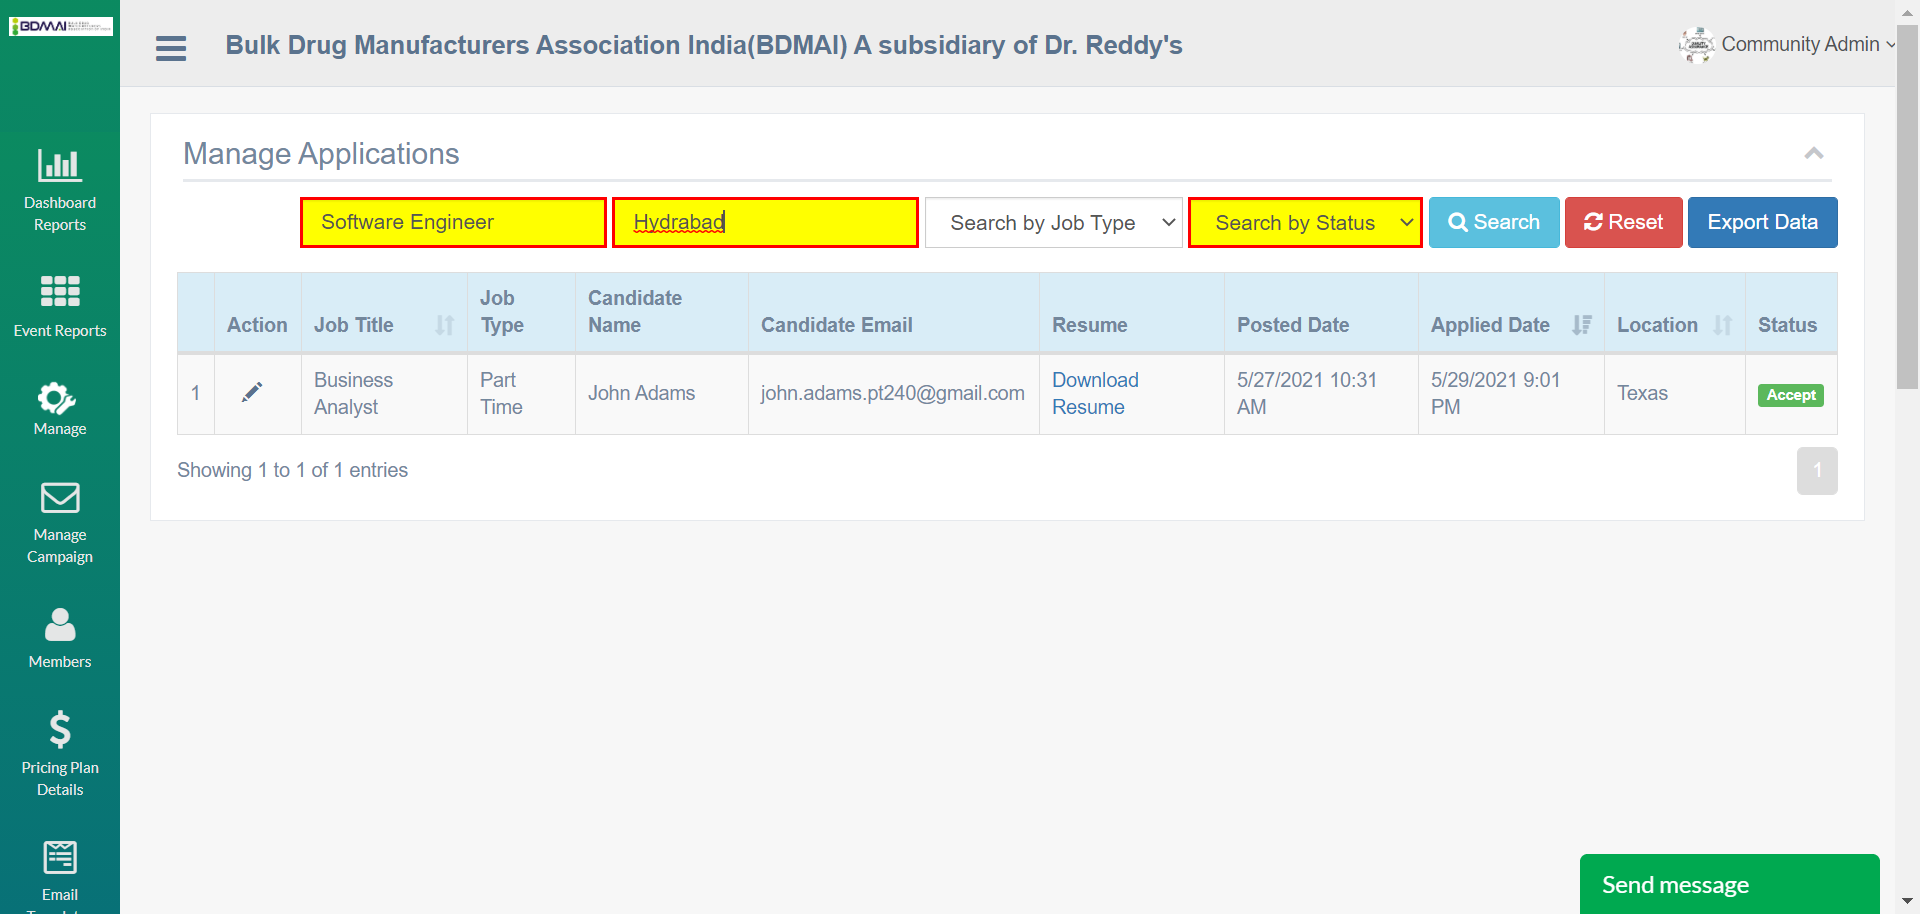 BDMAI
Bulk Drug Manufacturers Association India(BDMAI) A subsidiary of Dr. Reddy's
Community Admin
Dashboard
Reports
Event Reports
Manage
Manage
Campaign
Members
Pricing Plan
Details
Email
Manage Applications
Software Engineer
Hydrabad
Search by Job Type
Search by Status
Search
Reset
Export Data
Action
Job Title
Job
Type
Candidate
Name
Candidate Email
Resume
Posted Date
Applied Date
Location
Status
1
Business
Analyst
Part
Time
John Adams
john.adams.pt240@gmail.com
Download
Resume
5/27/2021 10:31
AM
5/29/2021 9:01
PM
Texas
Accept
Showing 1 to 1 of 1 entries
1
Send message